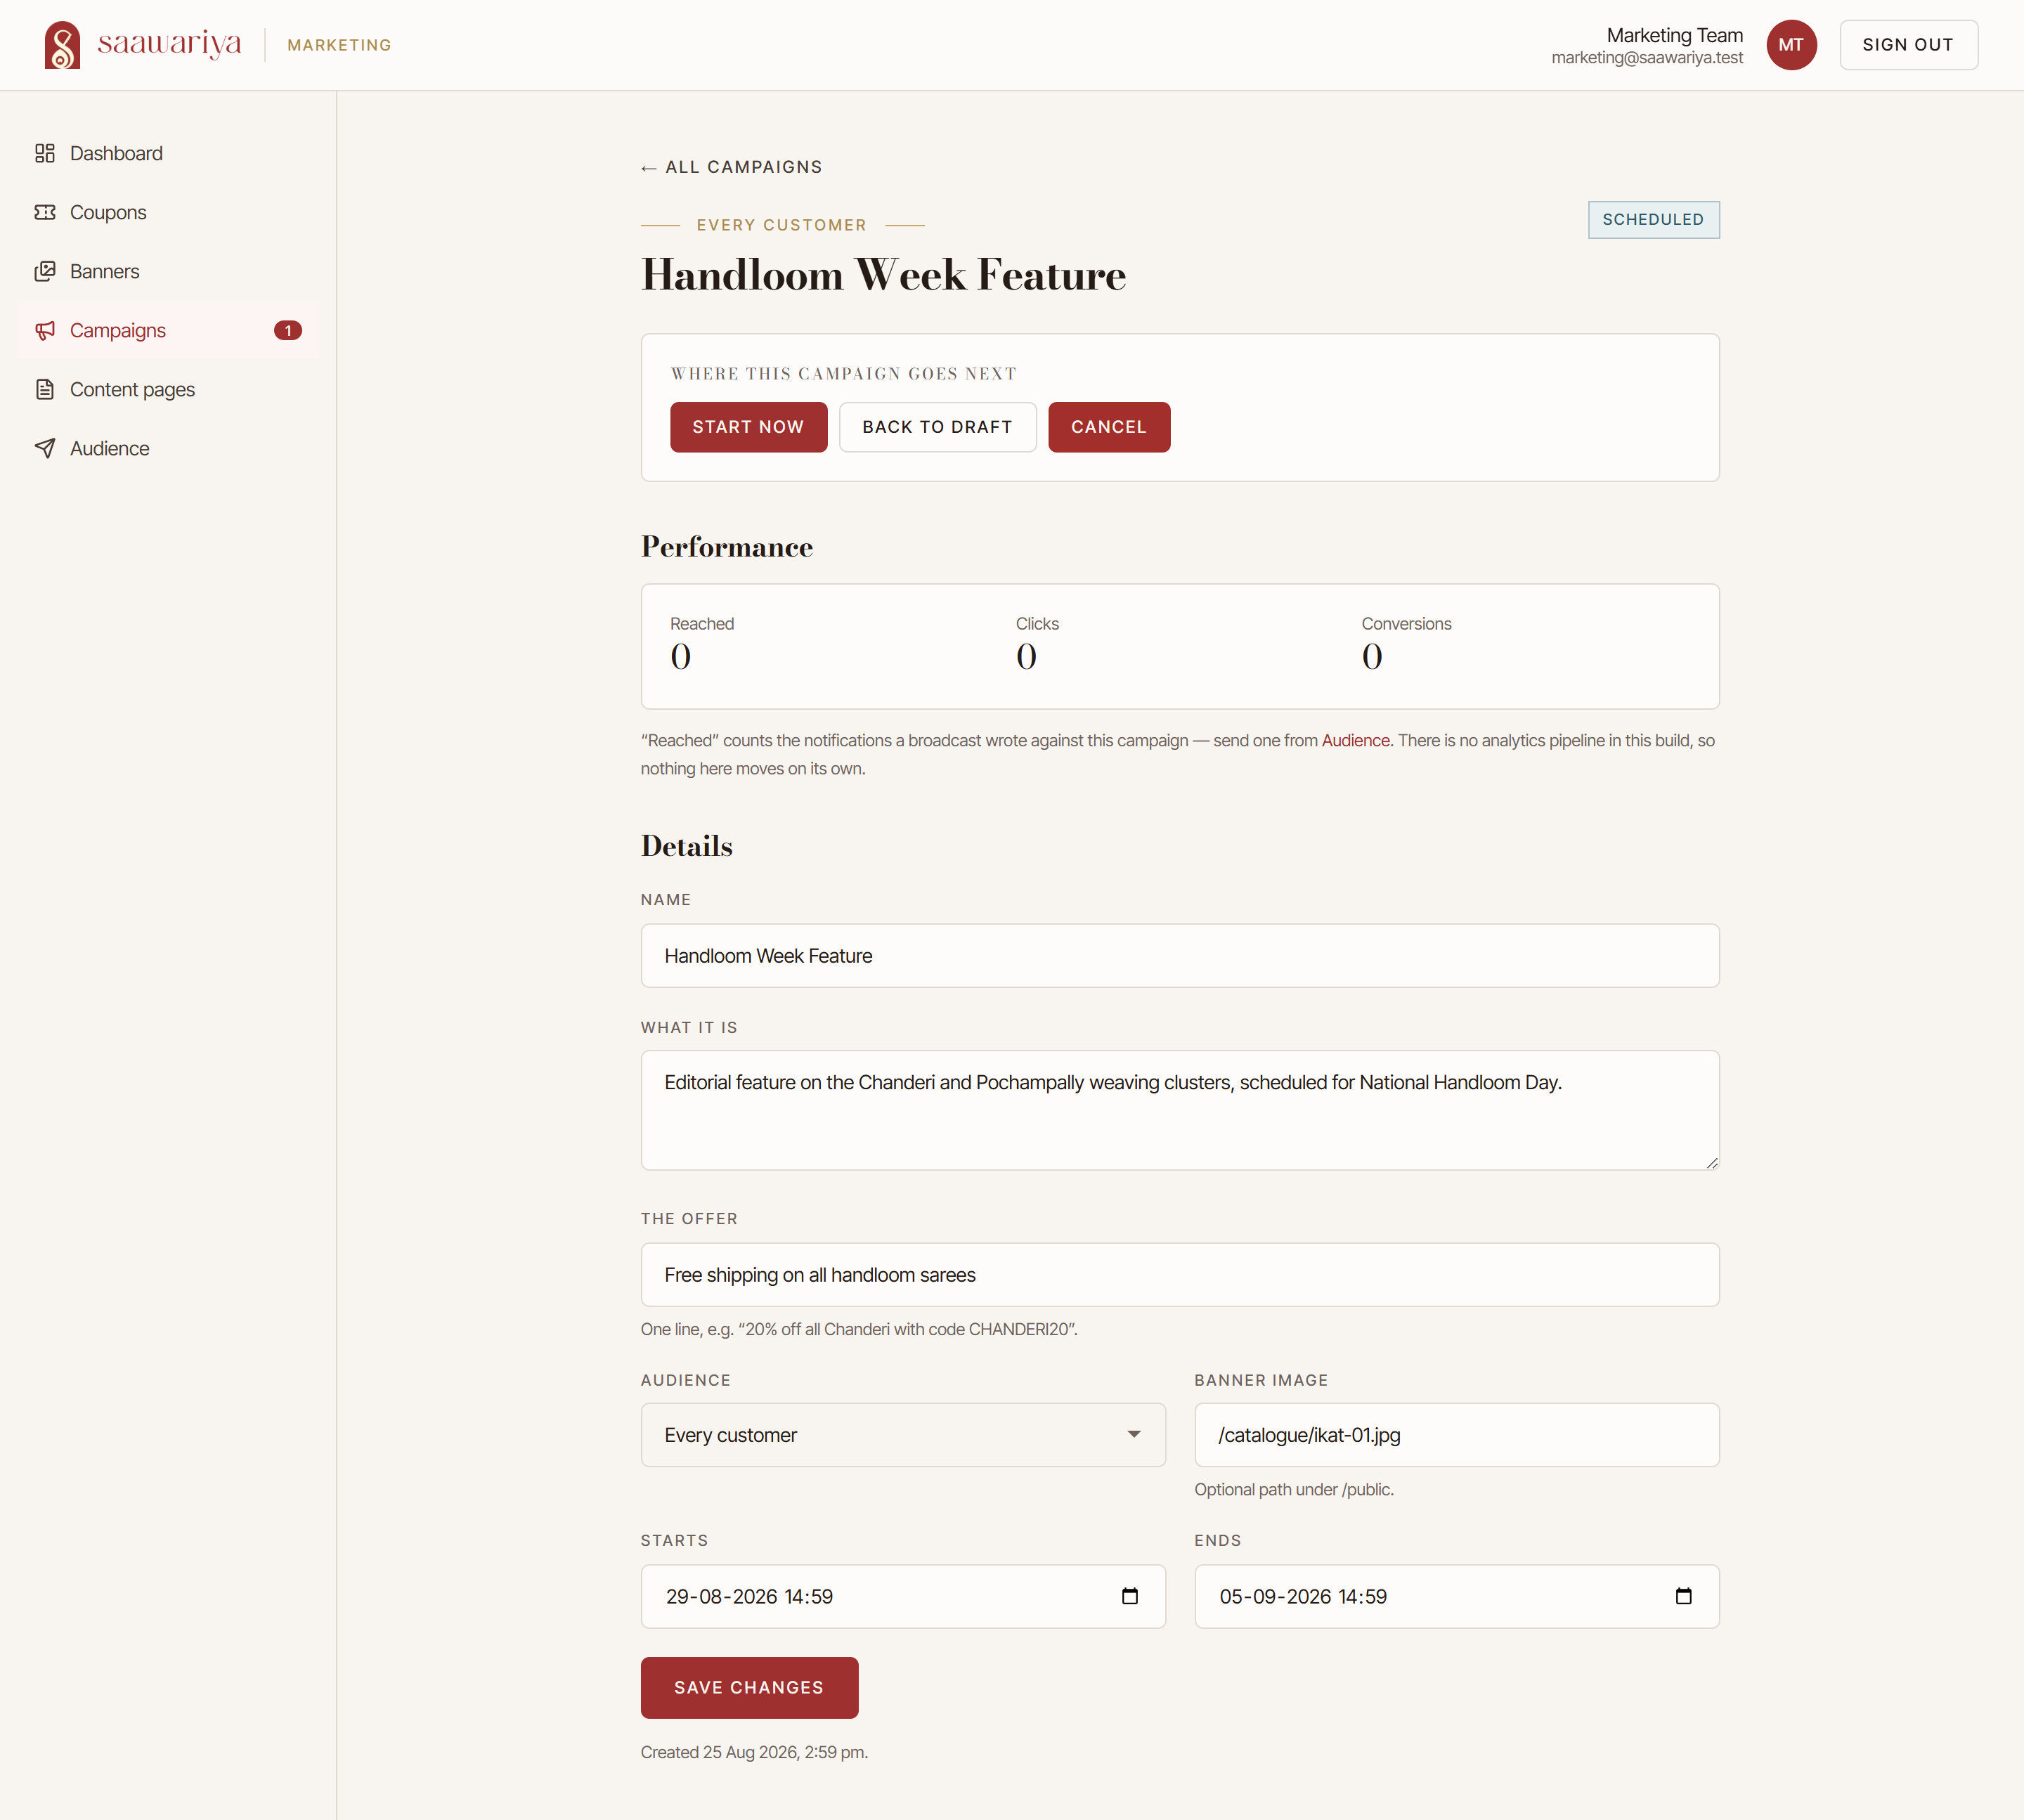 saawariya
MARKETING
Marketing Team
marketing@saawariya.test
MT
SIGN OUT
Dashboard
Coupons
Banners
Campaigns
1
Content pages
Audience
← ALL CAMPAIGNS
EVERY CUSTOMER
SCHEDULED
Handloom Week Feature
WHERE THIS CAMPAIGN GOES NEXT
START NOW
BACK TO DRAFT
CANCEL
Performance
Reached
Clicks
Conversions
0
0
0
“Reached” counts the notifications a broadcast wrote against this campaign — send one from Audience. There is no analytics pipeline in this build, so
nothing here moves on its own.
Details
NAME
Handloom Week Feature
WHAT IT IS
Editorial feature on the Chanderi and Pochampally weaving clusters, scheduled for National Handloom Day.
THE OFFER
Free shipping on all handloom sarees
One line, e.g. “20% off all Chanderi with code CHANDERI20”.
AUDIENCE
BANNER IMAGE
Every customer
/catalogue/ikat-01.jpg
Optional path under /public.
STARTS
ENDS
29-08-2026 14:59
05-09-2026 14:59
SAVE CHANGES
Created 25 Aug 2026, 2:59 pm.